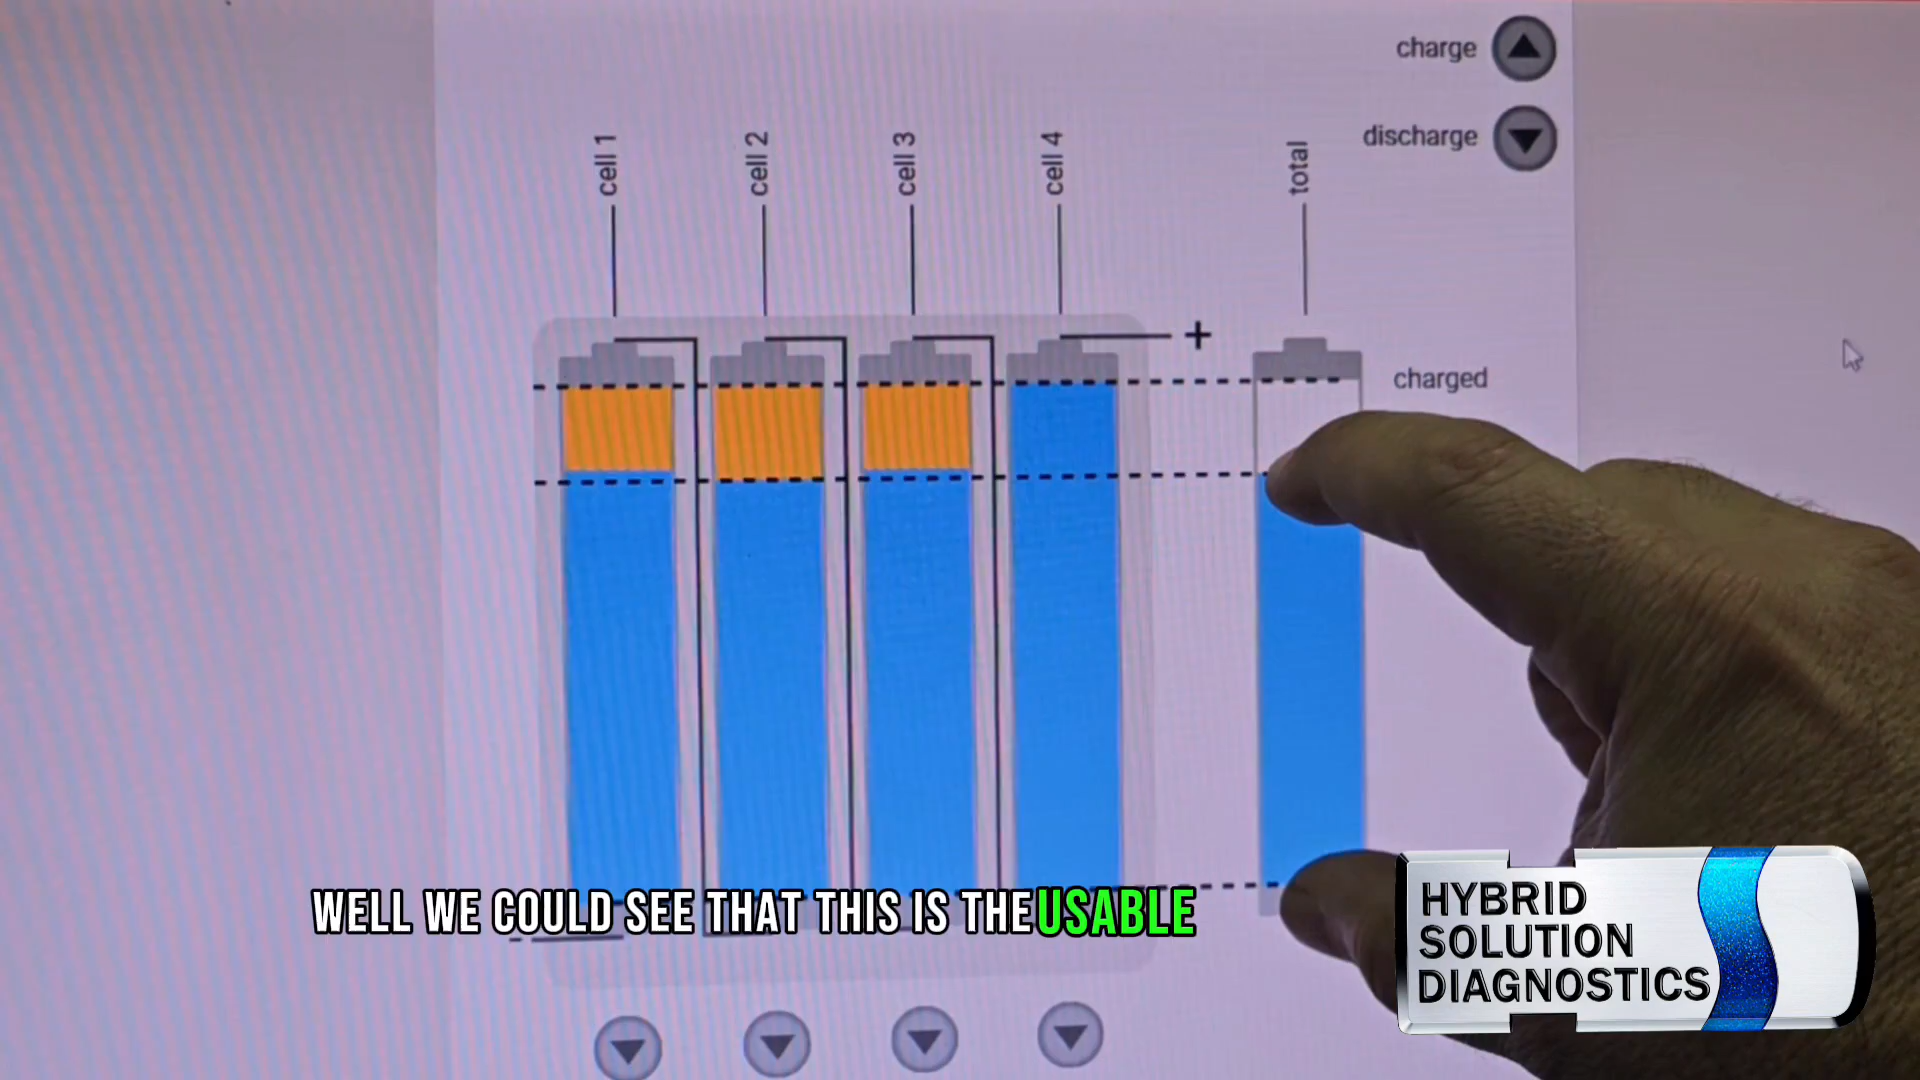 charge
discharge
cell 1
cell 2
cell 3
cell 4
total
+
charged
WELL WE COULD SEE THAT THIS IS THE USABLE
-
HYBRID
SOLUTION
DIAGNOSTICS